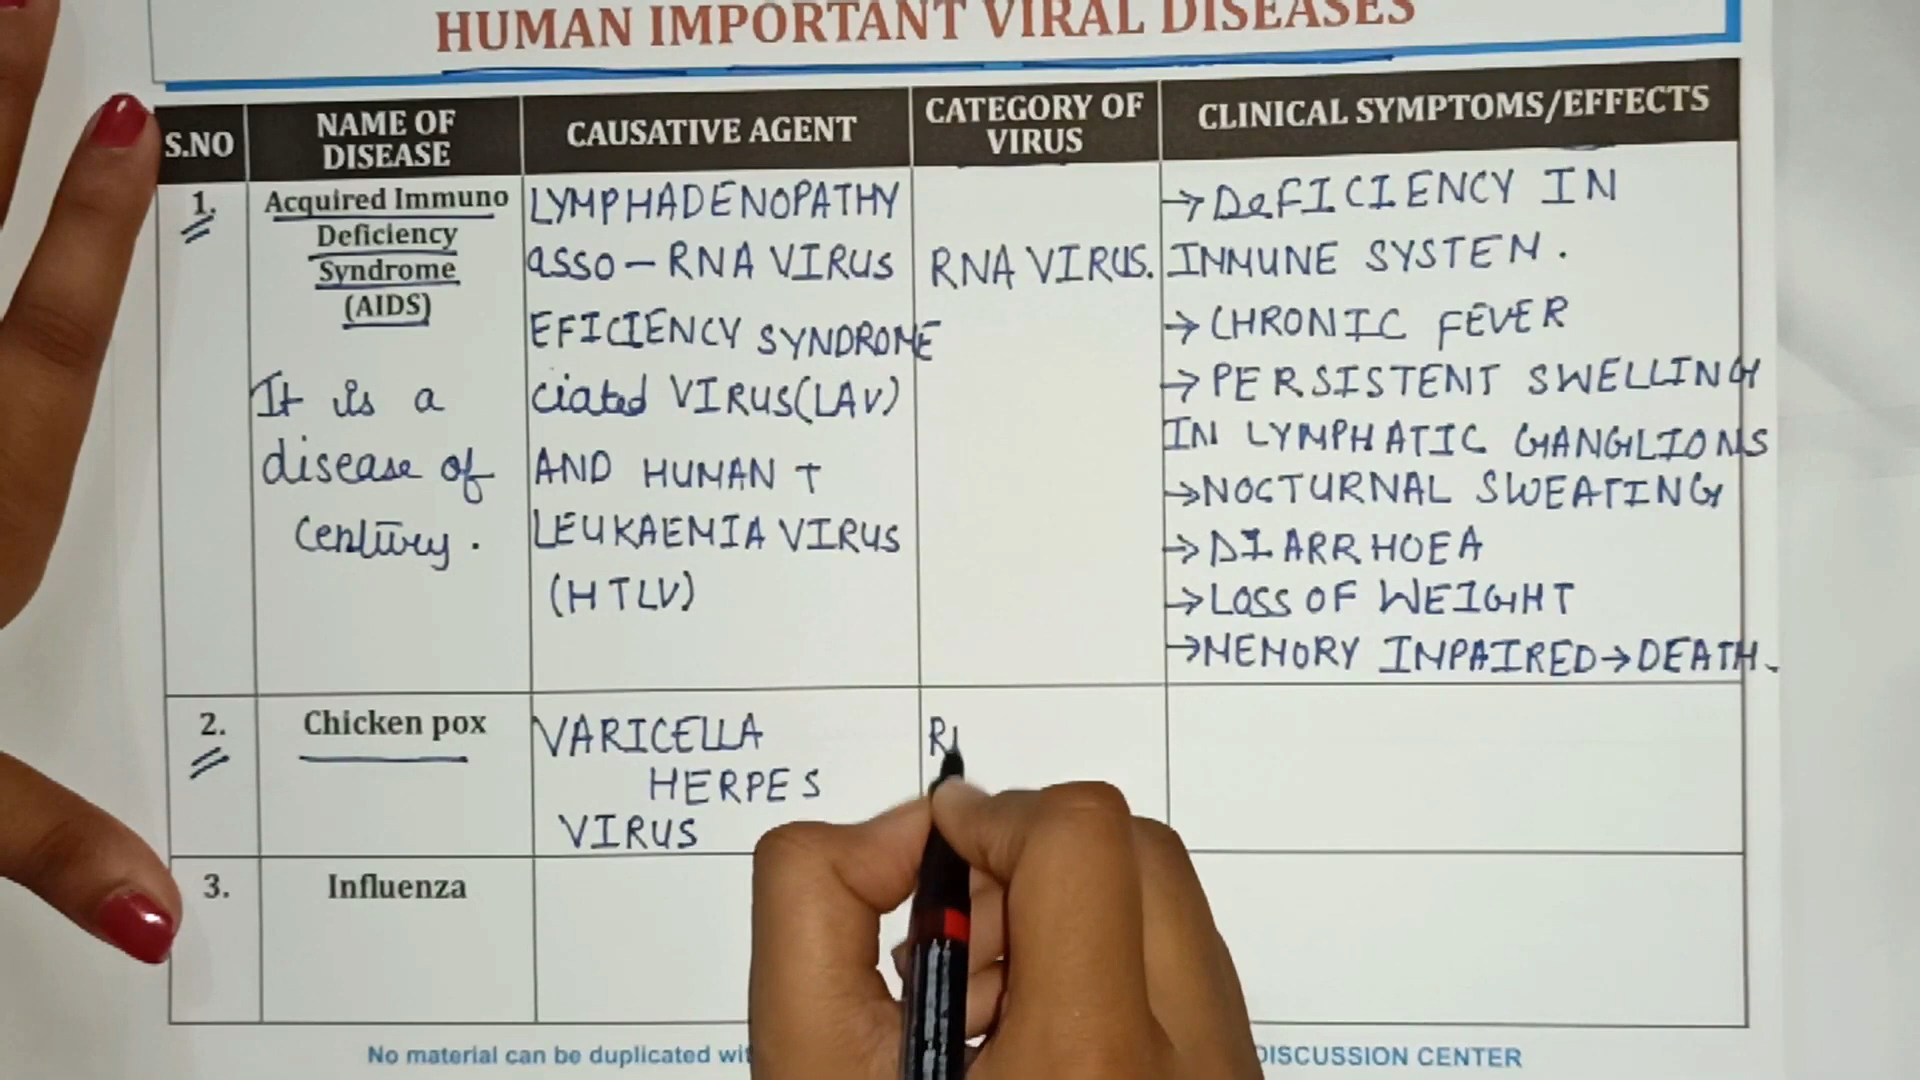 HUMAN IMPORTANT VIRAL DISEASES
S.NO
NAME OF
DISEASE
CAUSATIVE AGENT
CATEGORY OF
VIRUS
CLINICAL SYMPTOMS/EFFECTS
1.
Acquired Immuno
Deficiency
Syndrome
(AIDS)
It is a
disease of
Century.
LYMPHADENOPATHY
asso-RNA VIRUS
EFICIENCY SYNDROME
ciated VIRUS(LAV)
AND HUMAN T
LEUKAEMIA VIRUS
(HTLV)
RNA VIRUS.
→DeFICIENCY IN
IMMUNE SYSTEM.
→CHRONIC FEVER
→PERSISTENT SWELLING
IN LYMPHATIC GANGLIONS
→NOCTURNAL SWEATING
→DIARRHOEA
→LOSS OF WEIGHT
→MEMORY IMPAIRED→DEATH.
2.
Chicken pox
VARICELLA
HERPES
VIRUS
3.
Influenza
No material can be duplicated
DISCUSSION CENTER